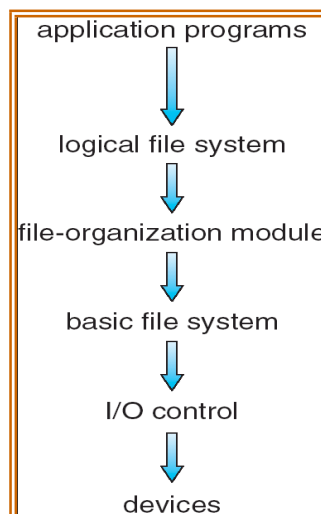 application programs
logical file system
file-organization module
basic file system
I/O control
devices